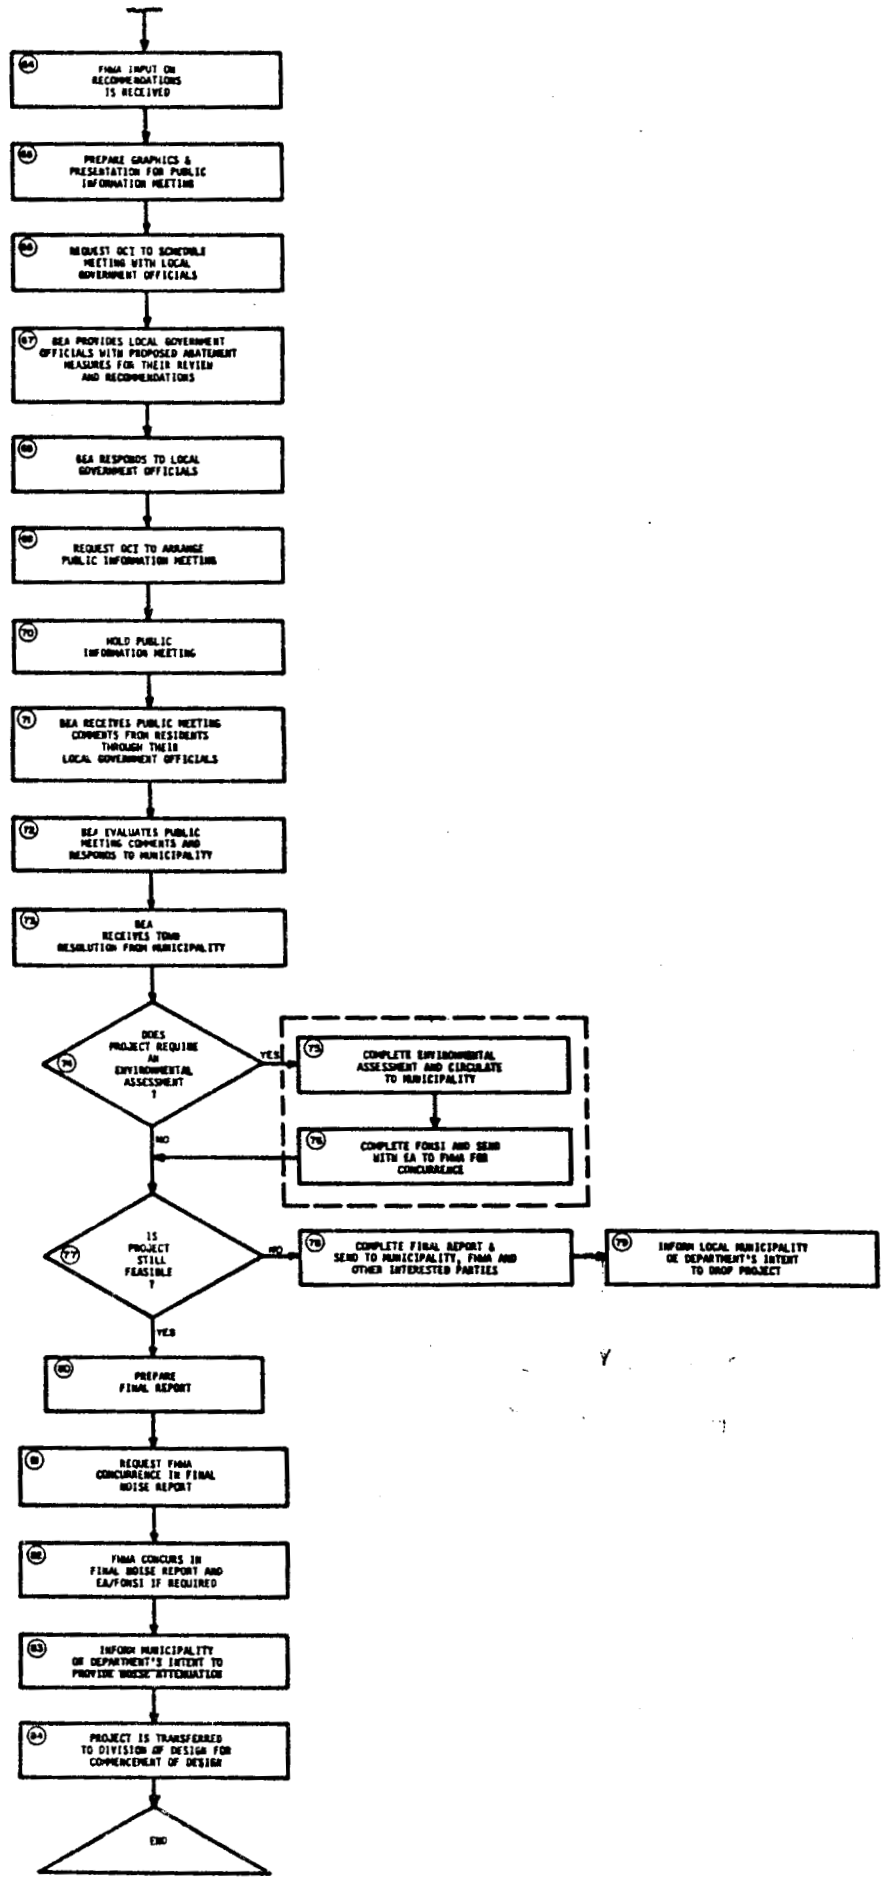 64
FHWA INPUT ON
RECOMMENDATIONS
IS RECEIVED
65
PREPARE GRAPHICS &
PRESENTATION FOR PUBLIC
INFORMATION MEETING
66
REQUEST OCI TO SCHEDULE
MEETING WITH LOCAL
GOVERNMENT OFFICIALS
67
BEA PROVIDES LOCAL GOVERNMENT
OFFICIALS WITH PROPOSED ABATEMENT
MEASURES FOR THEIR REVIEW
AND RECOMMENDATIONS
68
BEA RESPONDS TO LOCAL
GOVERNMENT OFFICIALS
69
REQUEST OCI TO ARRANGE
PUBLIC INFORMATION MEETING
70
HOLD PUBLIC
INFORMATION MEETING
71
BEA RECEIVES PUBLIC MEETING
COMMENTS FROM RESIDENTS
THROUGH THEIR
LOCAL GOVERNMENT OFFICIALS
72
BEA EVALUATES PUBLIC
MEETING COMMENTS AND
RESPONDS TO MUNICIPALITY
73
BEA
RECEIVES TOWN
RESOLUTION FROM MUNICIPALITY
74
DOES
PROJECT REQUIRE
AN
ENVIRONMENTAL
ASSESSMENT
?
YES
75
COMPLETE ENVIRONMENTAL
ASSESSMENT AND CIRCULATE
TO MUNICIPALITY
NO
76
COMPLETE FONSI AND SEND
WITH EA TO FHWA FOR
CONCURRENCE
77
IS
PROJECT
STILL
FEASIBLE
?
NO
78
COMPLETE FINAL REPORT &
SEND TO MUNICIPALITY, FHWA AND
OTHER INTERESTED PARTIES
79
INFORM LOCAL MUNICIPALITY
OF DEPARTMENT'S INTENT
TO DROP PROJECT
YES
80
PREPARE
FINAL REPORT
81
REQUEST FHWA
CONCURRENCE IN FINAL
NOISE REPORT
82
FHWA CONCURS IN
FINAL NOISE REPORT AND
EA/FONSI IF REQUIRED
83
INFORM MUNICIPALITY
OF DEPARTMENT'S INTENT TO
PROVIDE NOISE ATTENUATION
84
PROJECT IS TRANSFERRED
TO DIVISION OF DESIGN FOR
COMMENCEMENT OF DESIGN
END